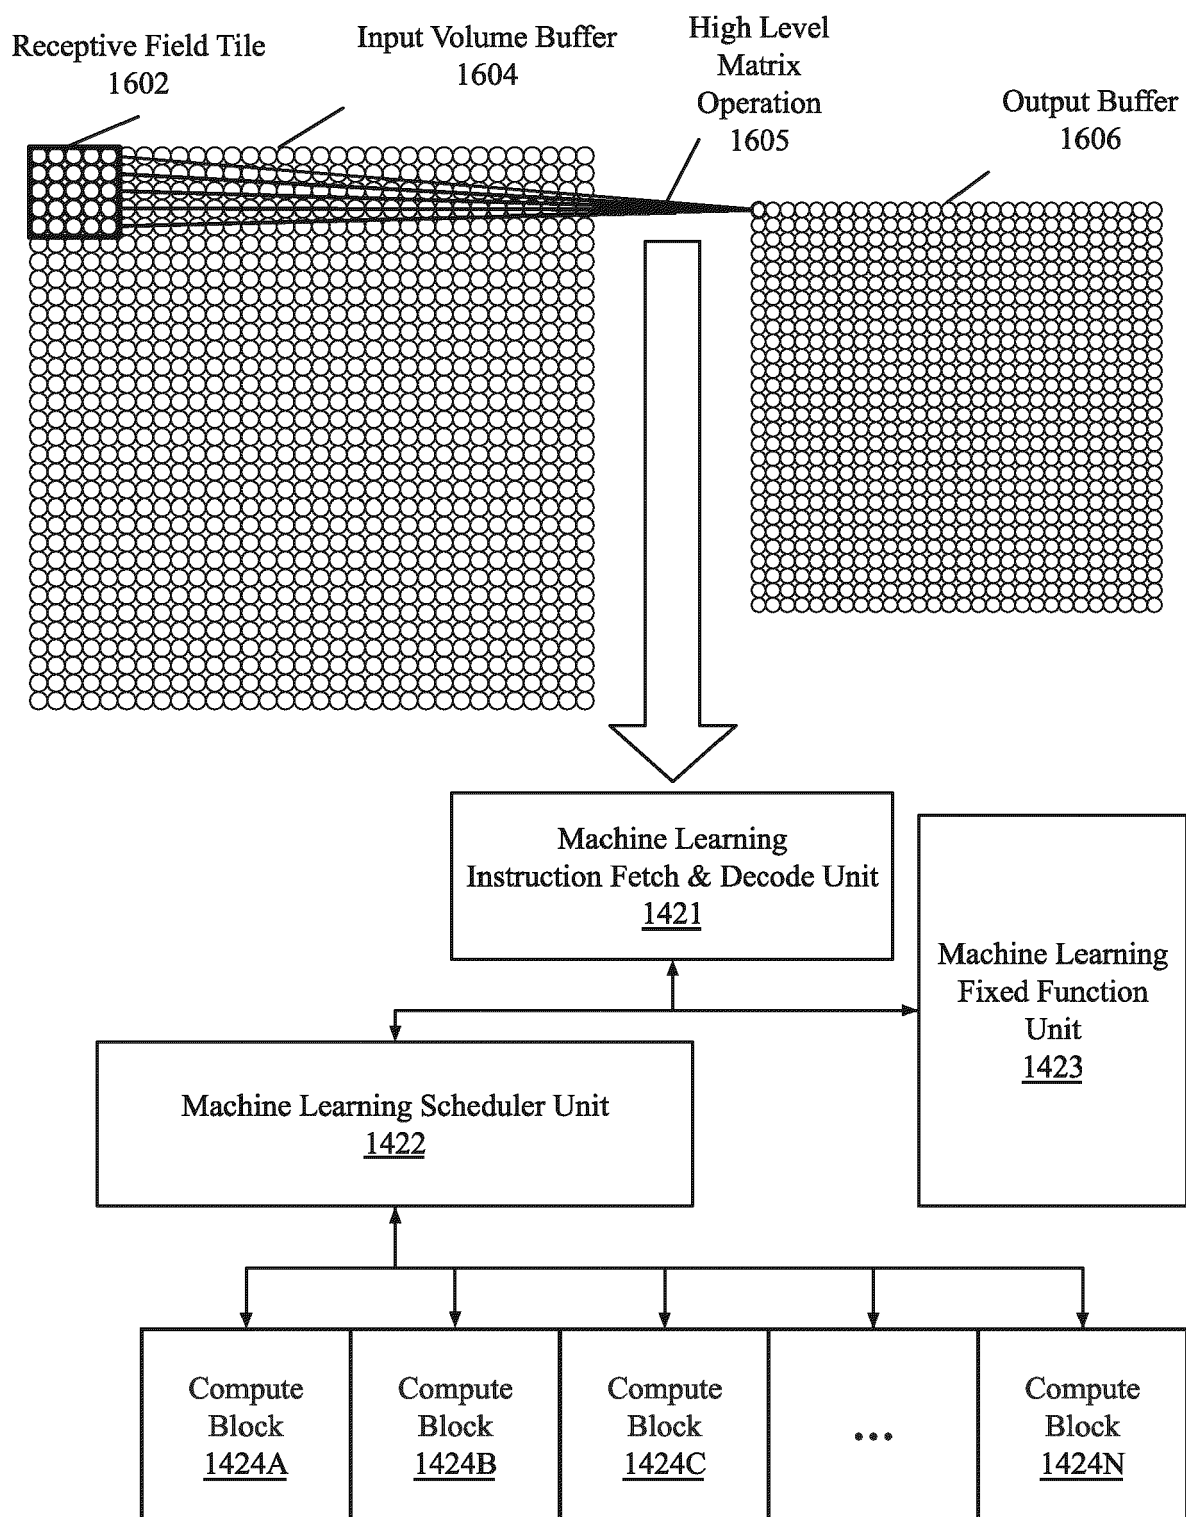 Receptive Field Tile
1602
Input Volume Buffer
1604
High Level
Matrix
Operation
1605
Output Buffer
1606
Machine Learning
Instruction Fetch & Decode Unit
1421
Machine Learning
Fixed Function
Unit
1423
Machine Learning Scheduler Unit
1422
Compute
Block
1424A
Compute
Block
1424B
Compute
Block
1424C
...
Compute
Block
1424N